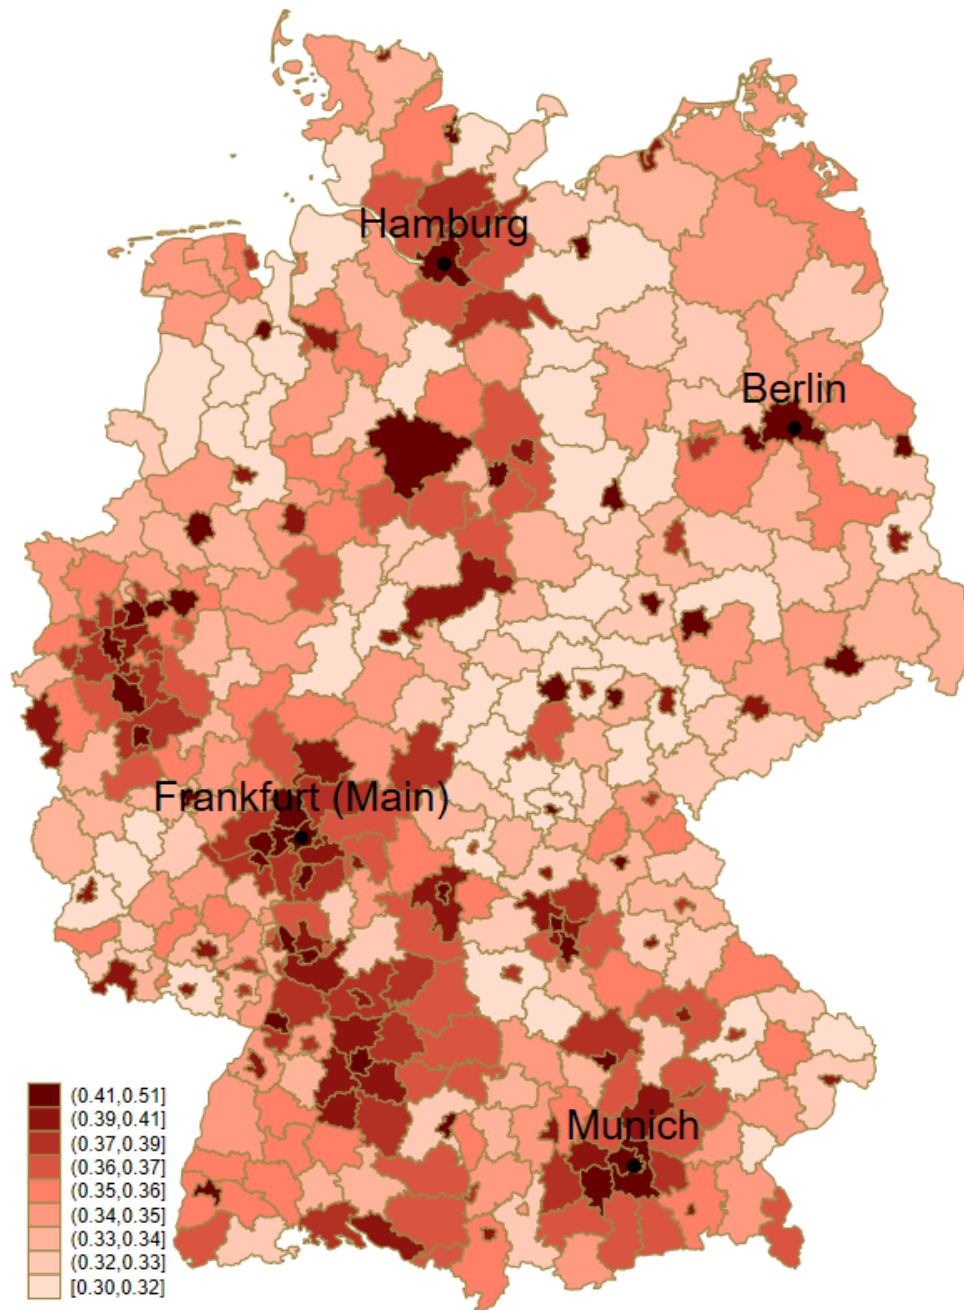 Hamburg
Berlin
Frankfurt (Main)
Munich
(0.41,0.51]
(0.39,0.41]
(0.37,0.39]
(0.36,0.37]
(0.35,0.36]
(0.34,0.35]
(0.33,0.34]
(0.32,0.33]
[0.30,0.32]